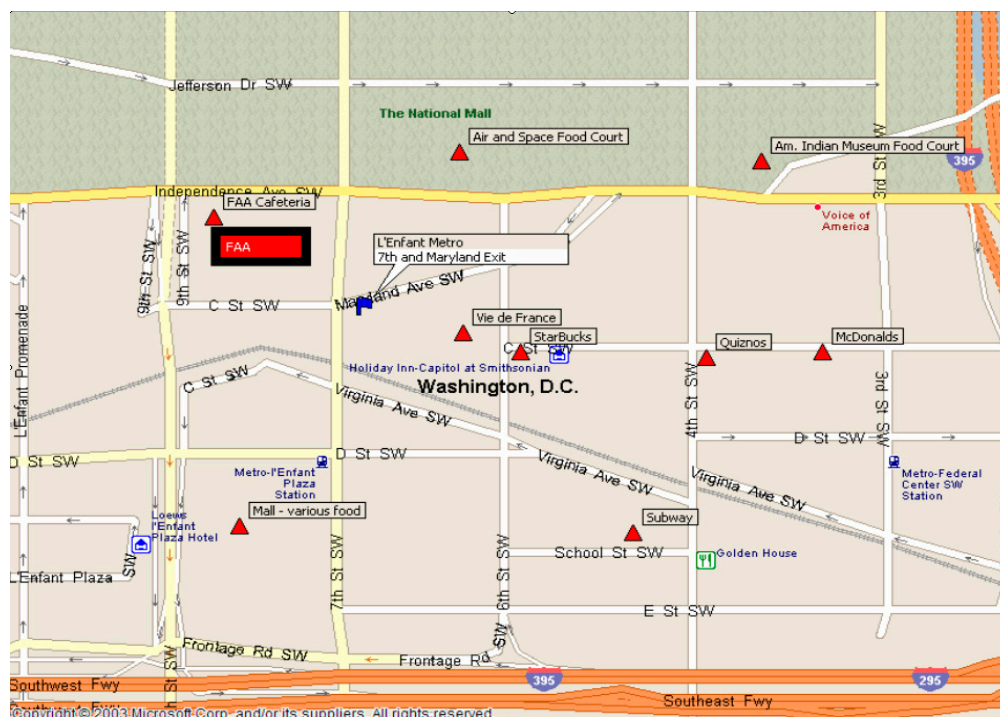 Jefferson Dr SW
The National Mall
Air and Space Food Court
Am. Indian Museum Food Court
395
3rd St SW
Independence Ave SW
FAA Cafeteria
Voice of
America
FAA
L'Enfant Metro
7th and Maryland Exit
9th St SW
9th St SW
C St SW
Maryland Ave SW
L'Enfant Promenade
Vie de France
StarBucks
C St SW
Quiznos
McDonalds
Holiday Inn-Capitol at Smithsonian
Washington, D.C.
C St SW
Virginia Ave SW
4th St SW
3rd St SW
D St SW
D St SW
D St SW
Metro-l'Enfant
Plaza
Station
Virginia Ave SW
Virginia Ave SW
Metro-Federal
Center SW
Station
Mall - various food
Loews
l'Enfant
Plaza Hotel
Subway
School St SW
Golden House
L'Enfant Plaza
SW
7th St SW
6th St SW
SW
E St SW
Frontage Rd SW
Frontage Rd
395
295
Southwest Fwy
Southeast Fwy
Copyright © 2003 Microsoft Corp. and/or its suppliers. All rights reserved